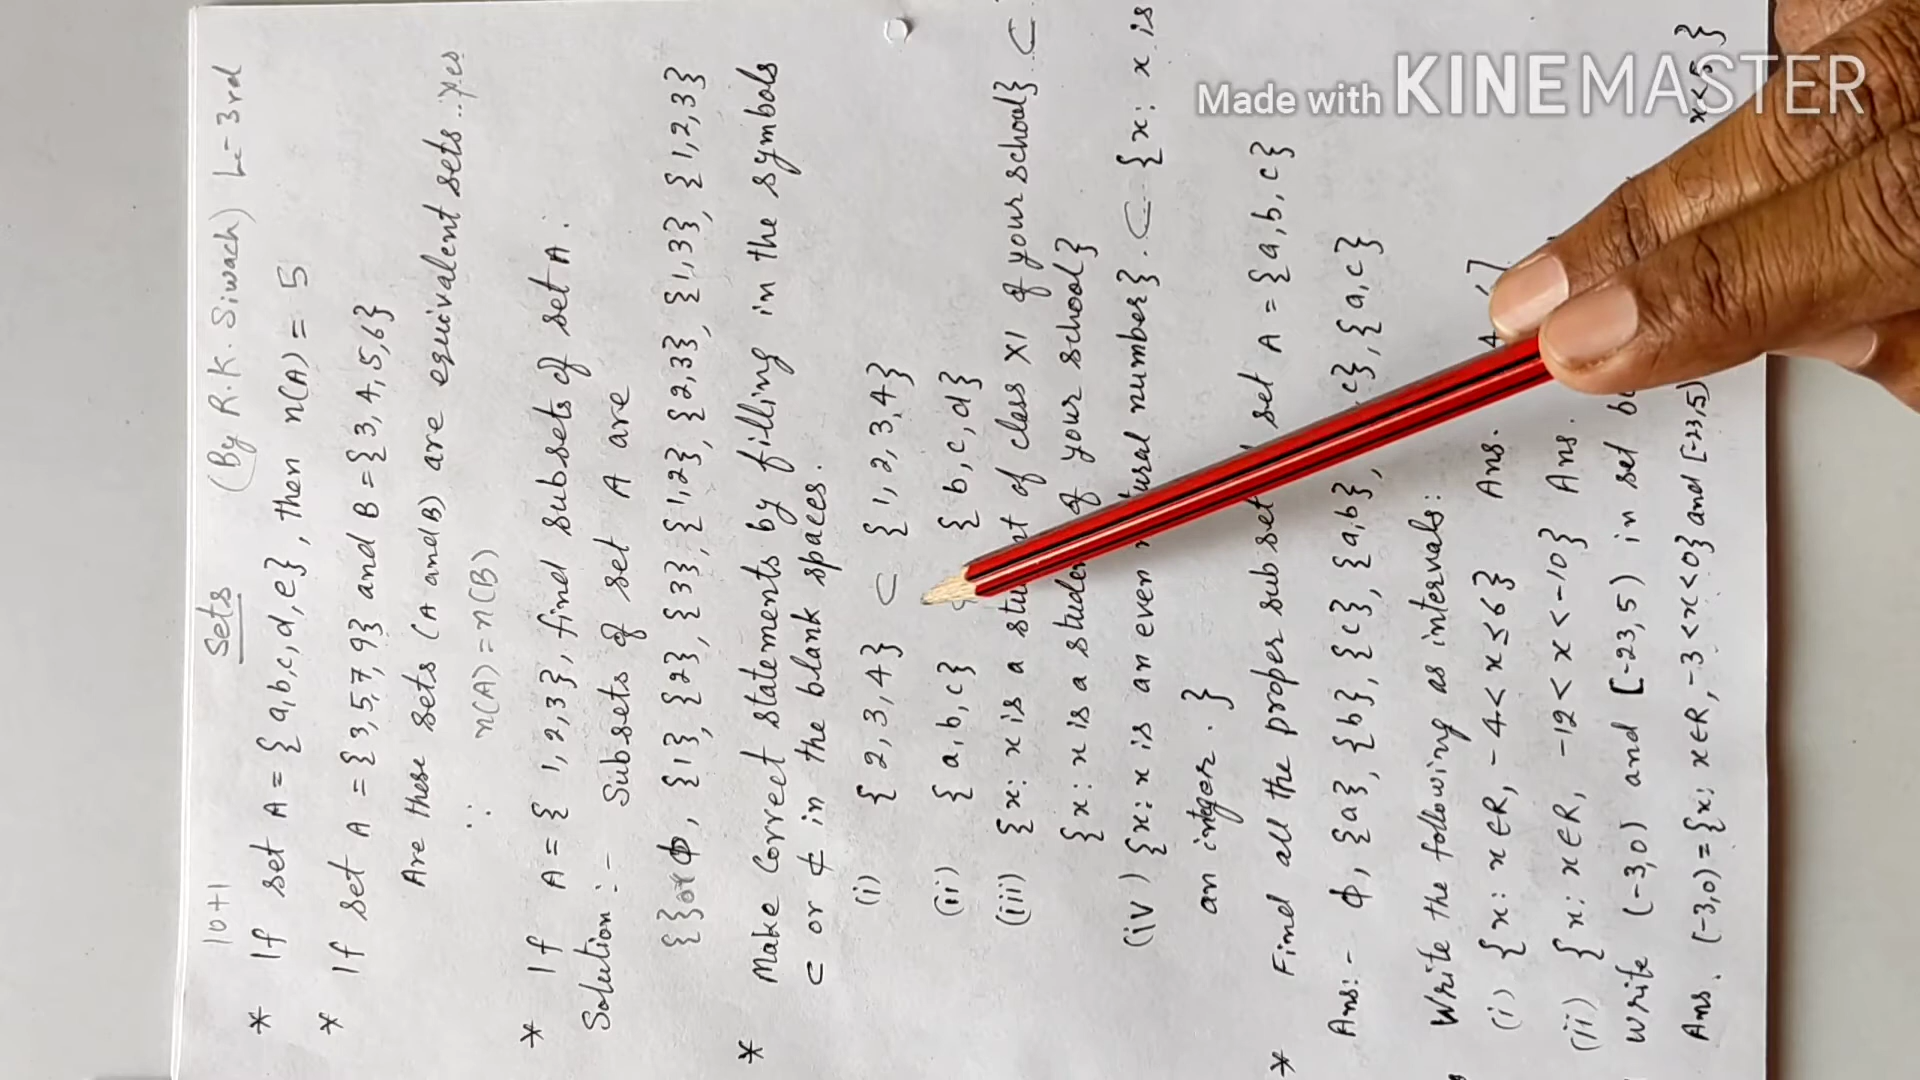 10+1 Sets (By R.K. Siwach) L-3rd
* If set A = {a,b,c,d,e}, then n(A) = 5
* If set A = {3,5,7,9} and B = {3,4,5,6}
Are these sets (A and B) are equivalent sets...yes
∵ n(A) = n(B)
* If A = { 1,2,3}, find subsets of set A.
Solution:- Subsets of set A are
{ } or ϕ, {1}, {2}, {3}, {1,2}, {2,3}, {1,3}, {1,2,3}
* Make Correct statements by filling in the symbols
⊂ or ⊄ in the blank spaces.
(i) { 2,3,4} ⊂ {1,2,3,4}
(ii) {a,b,c} {b,c,d}
(iii) {x: x is a of class XI of your school} ⊂
{x: x is a of your school}
(iv) {x: x is an even number}. ⊂ {x: x is
an integer.}
* Find all the proper subset set A = {a,b,c}
Ans:- ϕ, {a}, {b}, {c}, {a,b}, c}, {a,c}
Write the following as intervals:
(i) {x: x ∈ R, -4 < x ≤ 6} Ans.
(ii) {x: x ∈ R, -12 < x < -10} Ans.
Write (-3,0) and [-23,5) in set
Ans. (-3,0) = {x: x ∈ R, -3 < x < 0} and [-23,5) x < 5}
Made with KINEMASTER